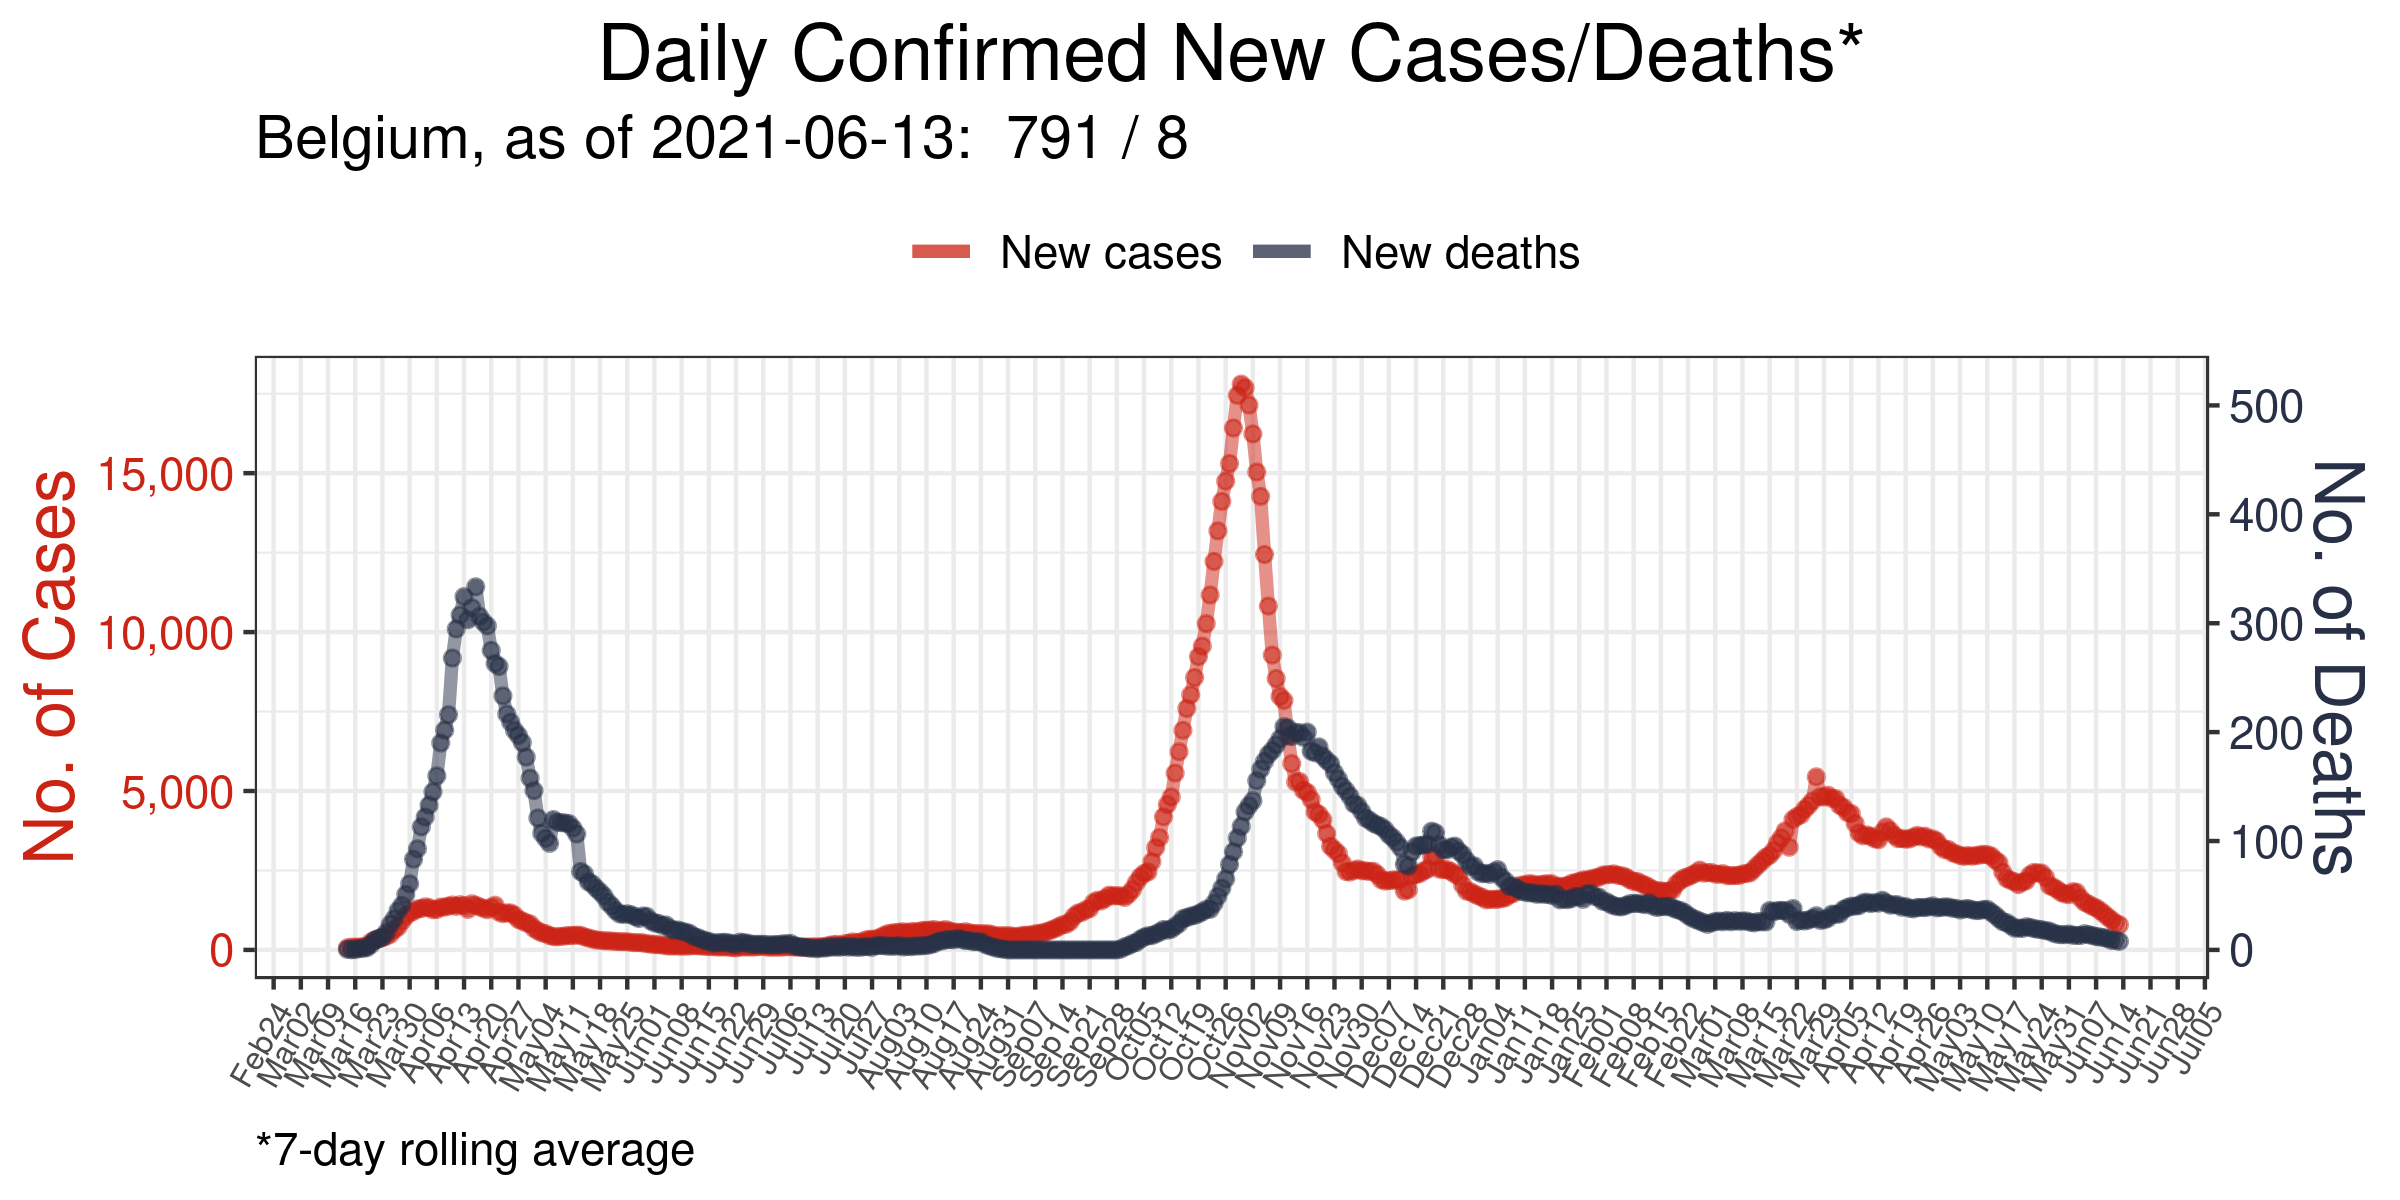 Daily Confirmed New Cases/Deaths*
Belgium, as of 2021-06-13:  791 / 8
New cases
New deaths
No. of Cases
15,000
10,000
5,000
0
500
400
300
200
100
0
No. of Deaths
Feb24
Mar02
Mar09
Mar16
Mar23
Mar30
Apr06
Apr13
Apr20
Apr27
May04
May11
May18
May25
Jun01
Jun08
Jun15
Jun22
Jun29
Jul06
Jul13
Jul20
Jul27
Aug03
Aug10
Aug17
Aug24
Aug31
Sep07
Sep14
Sep21
Sep28
Oct05
Oct12
Oct19
Oct26
Nov02
Nov09
Nov16
Nov23
Nov30
Dec07
Dec14
Dec21
Dec28
Jan04
Jan11
Jan18
Jan25
Feb01
Feb08
Feb15
Feb22
Mar01
Mar08
Mar15
Mar22
Mar29
Apr05
Apr12
Apr19
Apr26
May03
May10
May17
May24
May31
Jun07
Jun14
Jun21
Jun28
Jul05
*7-day rolling average